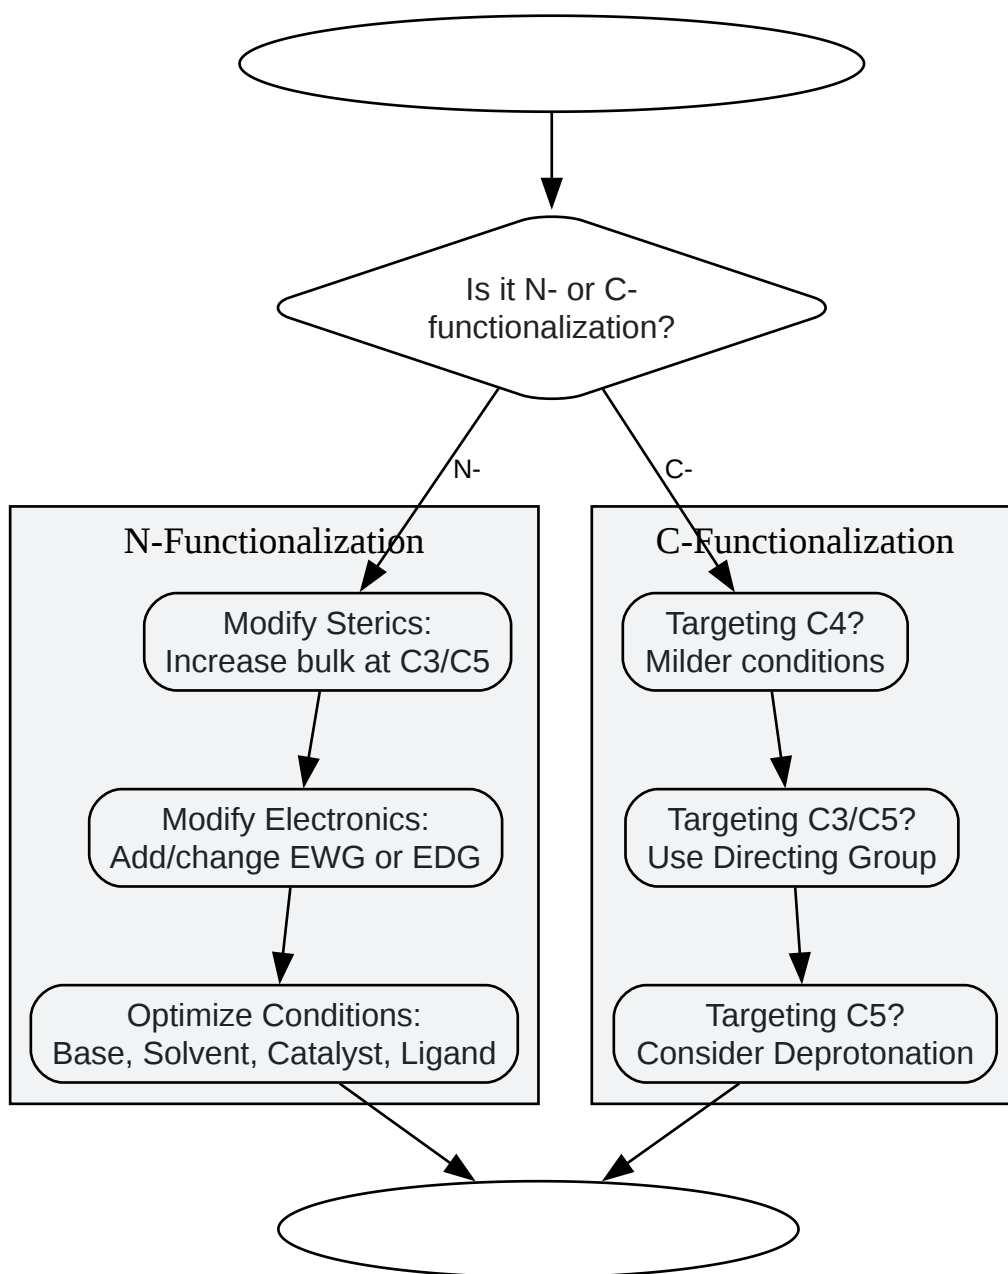 Is it N- or C-
functionalization?
N-
C-
N-Functionalization
Modify Sterics:
Increase bulk at C3/C5
Modify Electronics:
Add/change EWG or EDG
Optimize Conditions:
Base, Solvent, Catalyst, Ligand
C-Functionalization
Targeting C4?
Milder conditions
Targeting C3/C5?
Use Directing Group
Targeting C5?
Consider Deprotonation